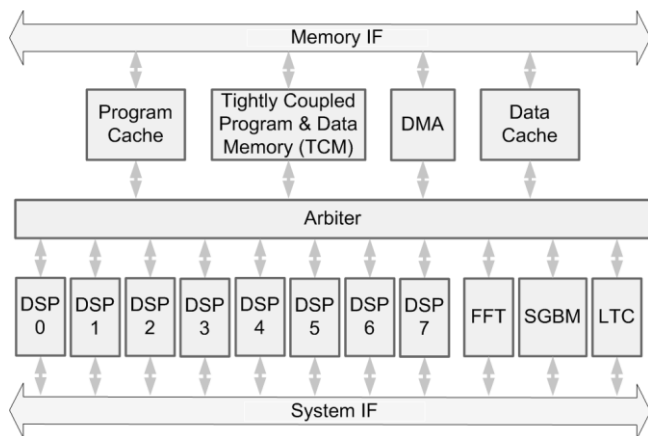 Memory IF
Program
Cache
Tightly Coupled
Program & Data
Memory (TCM)
DMA
Data
Cache
Arbiter
DSP
0
DSP
1
DSP
2
DSP
3
DSP
4
DSP
5
DSP
6
DSP
7
FFT
SGBM
LTC
System IF